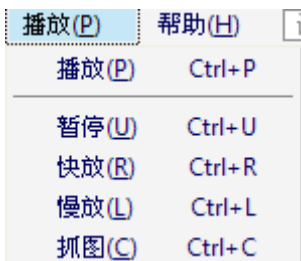 播放(P) 帮助(H)
播放(P) Ctrl+P
暂停(U) Ctrl+U
快放(R) Ctrl+R
慢放(L) Ctrl+L
抓图(C) Ctrl+C